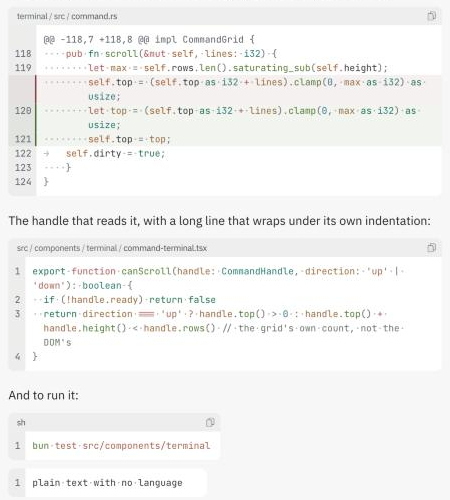 terminal / src / command.rs
@@ -118,7 +118,8 @@ impl CommandGrid {
118 ····pub·fn·scroll(&mut·self,·lines:·i32)·{
119 ········let·max·=·self.rows.len().saturating_sub(self.height);
········self.top·=·(self.top·as·i32·+·lines).clamp(0,·max·as·i32)·as·
usize;
120 ········let·top·=·(self.top·as·i32·+·lines).clamp(0,·max·as·i32)·as·
usize;
121 ········self.top·=·top;
122 → self.dirty·=·true;
123 ····}
124 }
The handle that reads it, with a long line that wraps under its own indentation:
src / components / terminal / command-terminal.tsx
1 export·function·canScroll(handle:·CommandHandle,·direction:·'up'·|·
'down'):·boolean·{
2 ··if·(!handle.ready)·return·false
3 ··return·direction·===·'up'·?·handle.top()·>·0·:·handle.top()·+·
handle.height()·<·handle.rows()·//·the·grid's·own·count,·not·the·
DOM's
4 }
And to run it:
sh
1 bun·test·src/components/terminal
1 plain·text·with·no·language